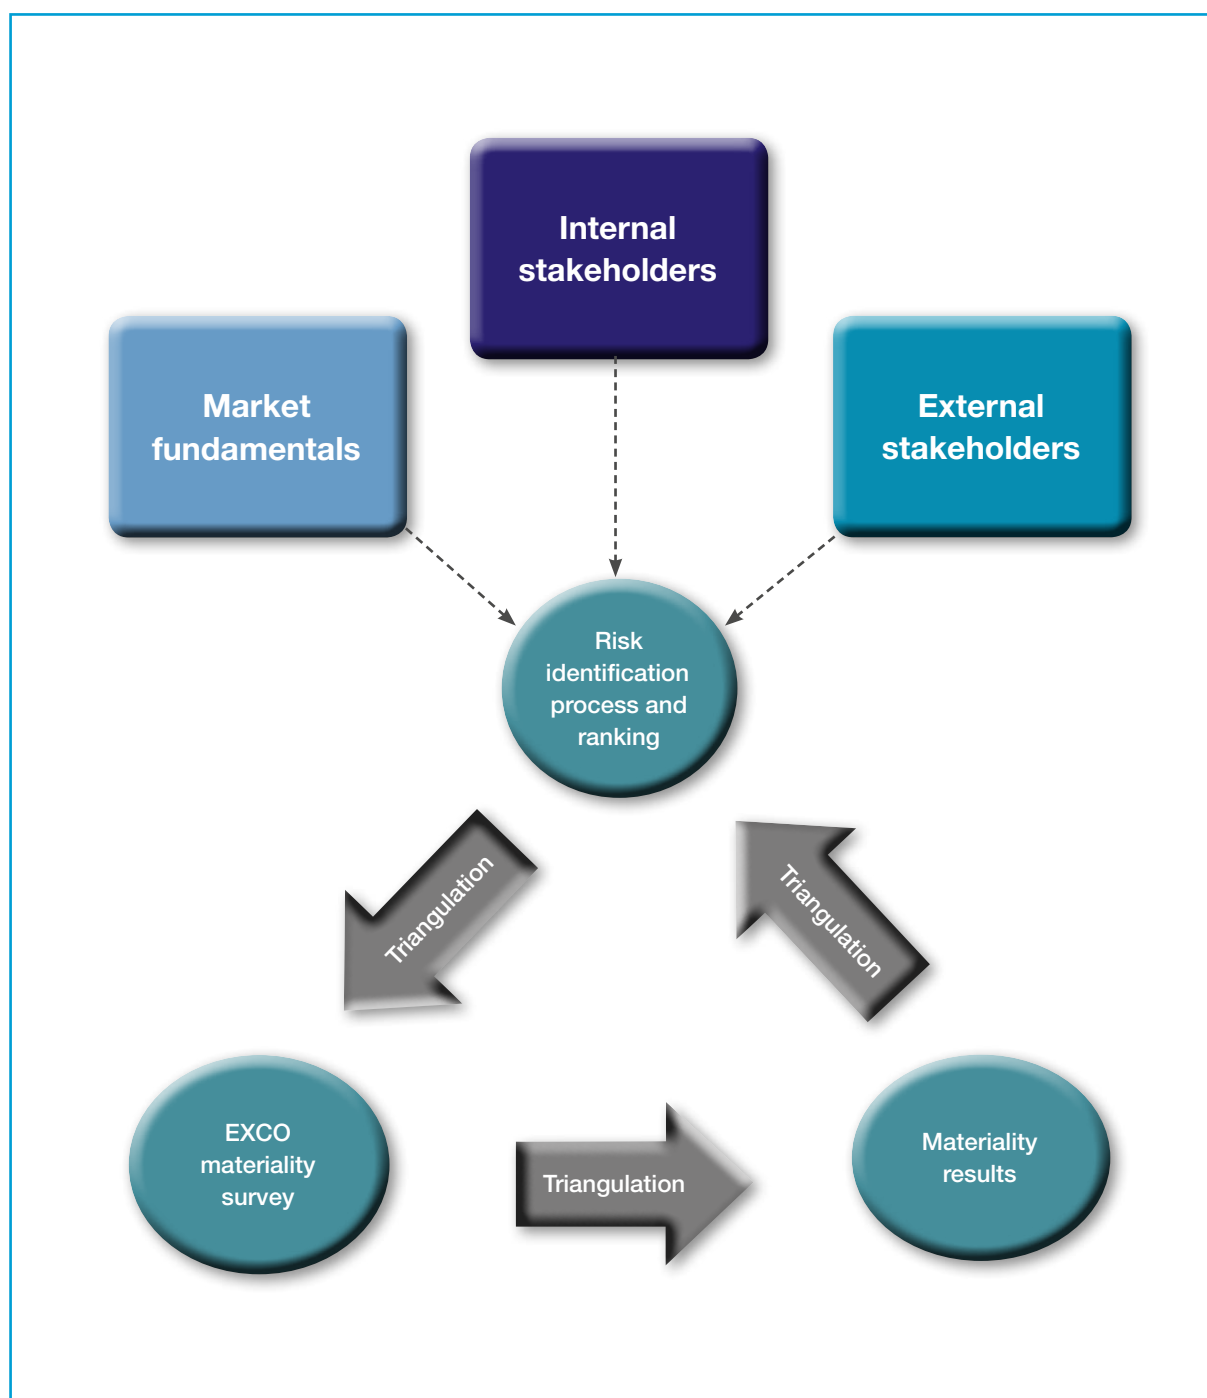 Internal
stakeholders
Market
fundamentals
External
stakeholders
Risk
identification
process and
ranking
Triangulation
Triangulation
EXCO
materiality
survey
Triangulation
Materiality
results